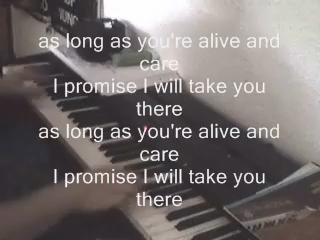 as long as you're alive and
care
I promise I will take you
there
as long as you're alive and
care
I promise I will take you
there